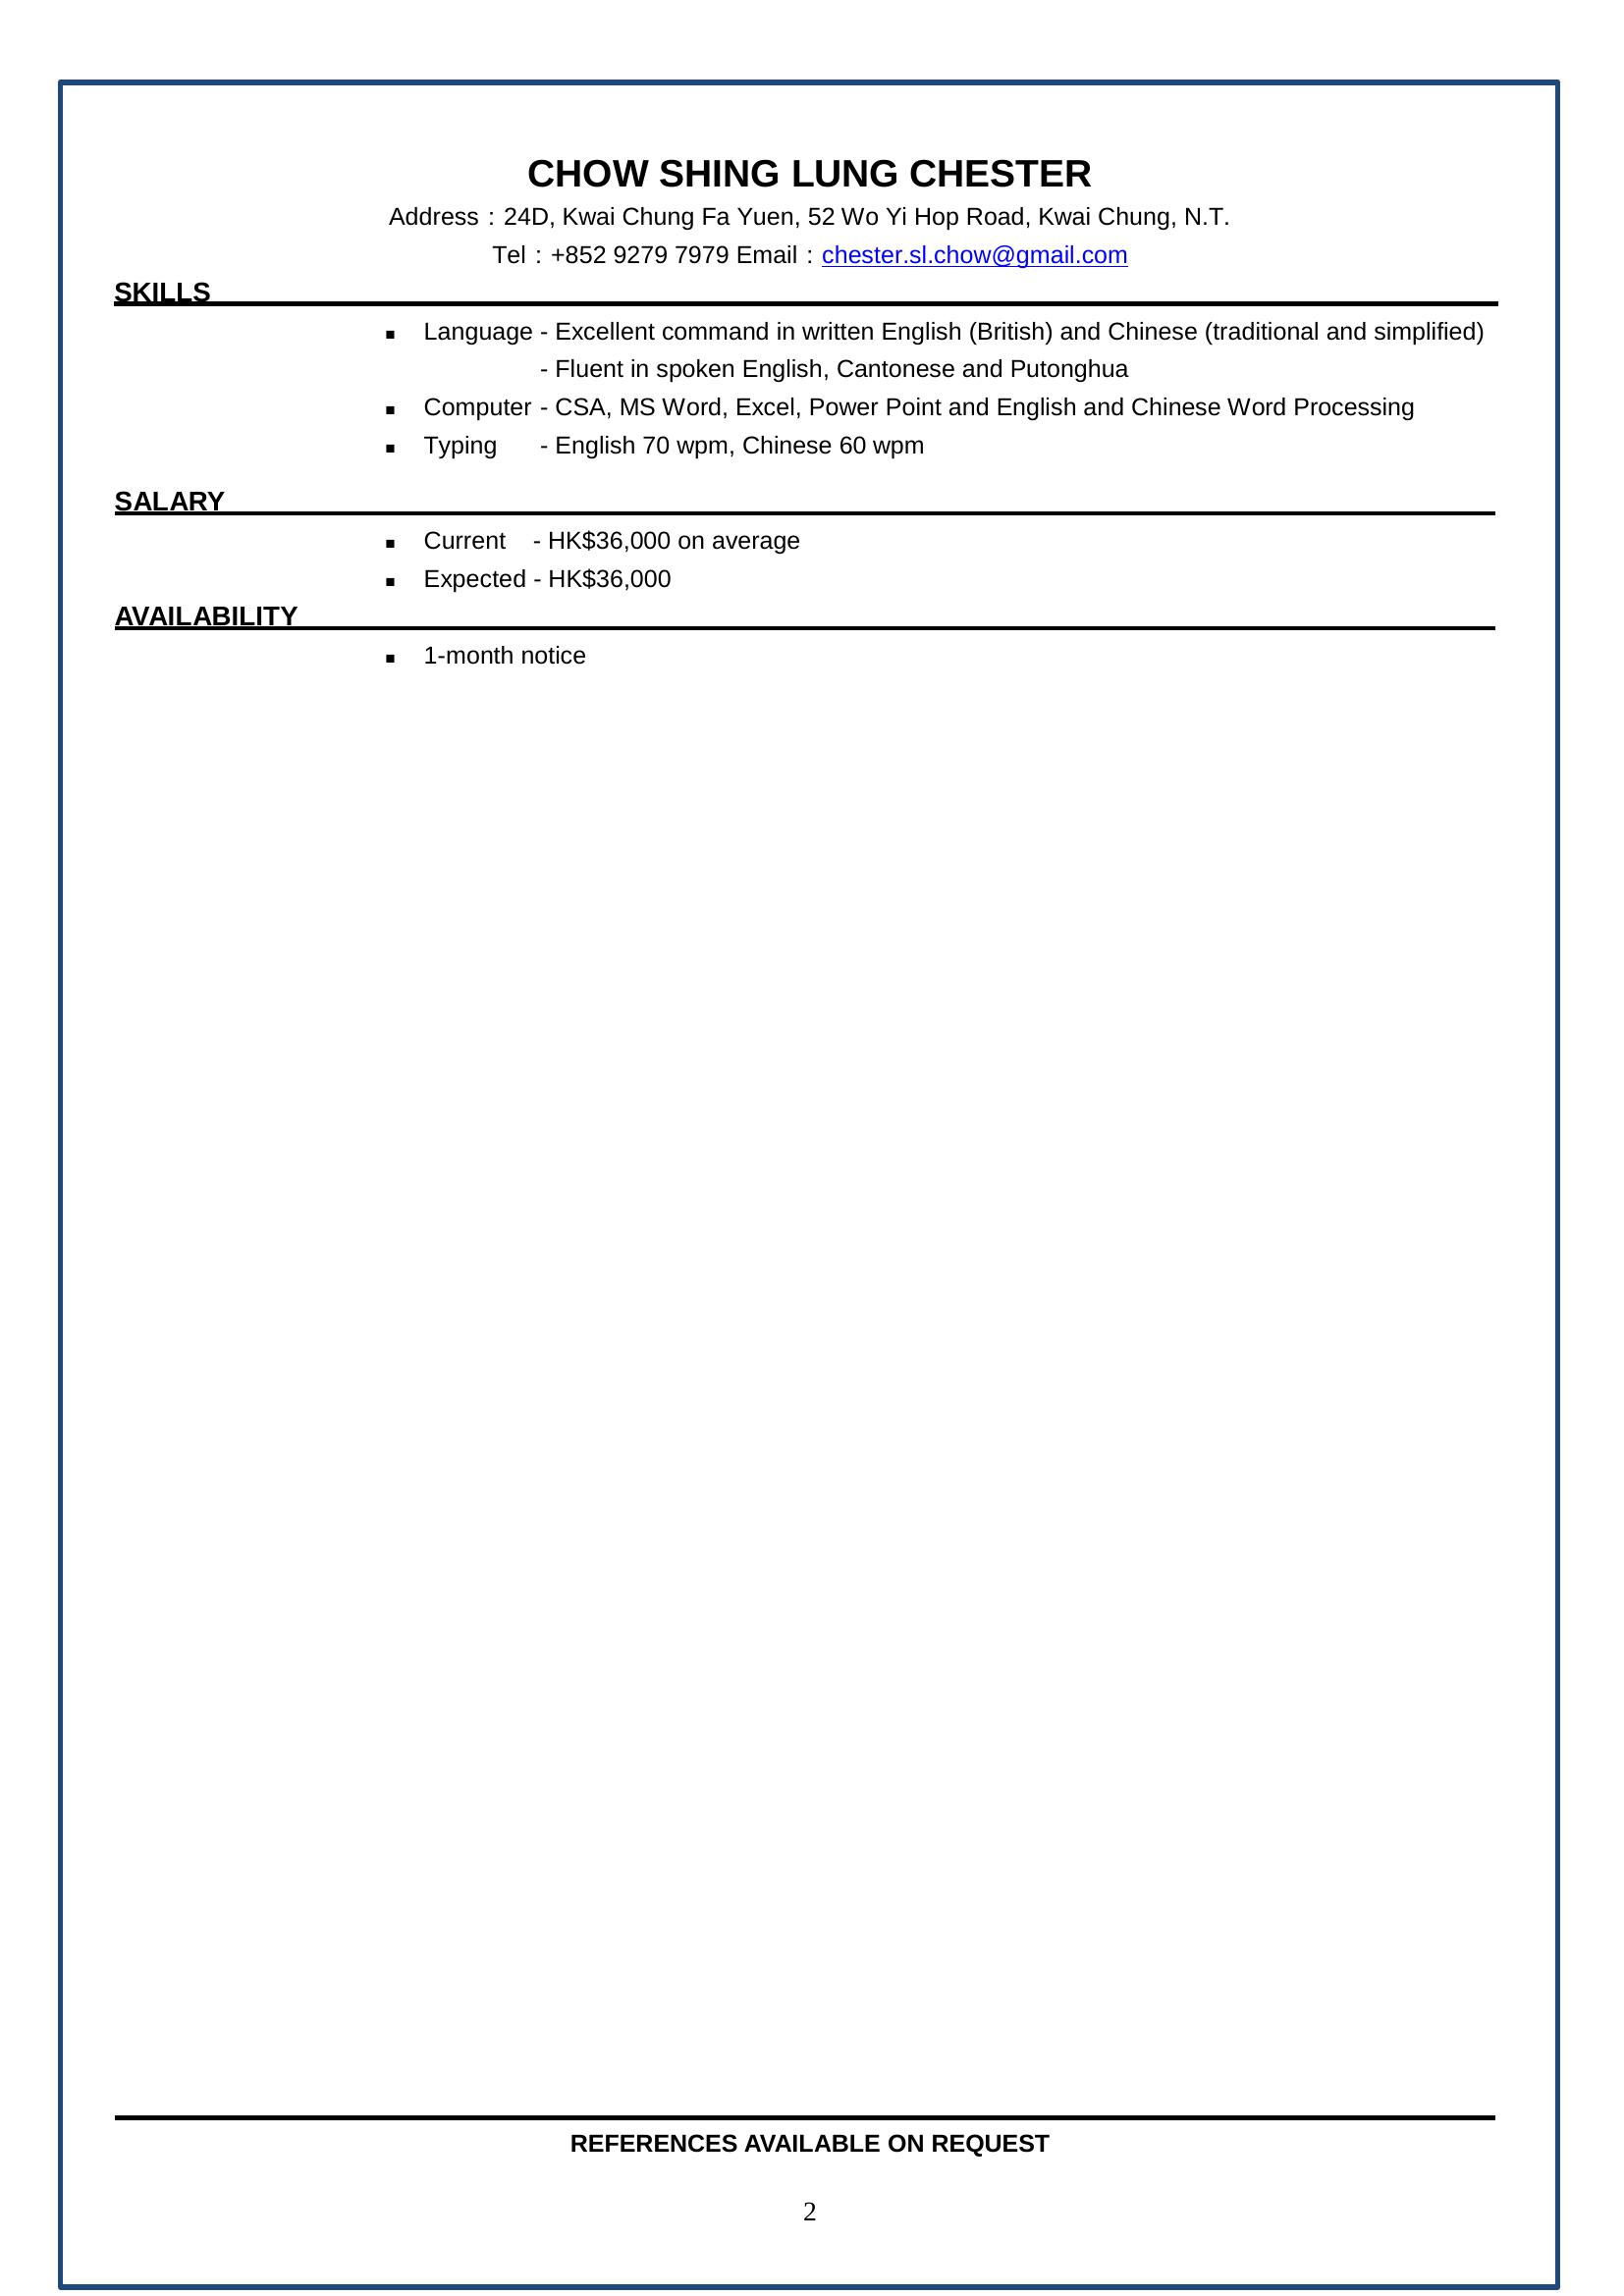 CHOW SHING LUNG CHESTER
Address：24D, Kwai Chung Fa Yuen, 52 Wo Yi Hop Road, Kwai Chung, N.T.
Tel：+852 9279 7979 Email：chester.sl.chow@gmail.com
SKILLS
▪ Language - Excellent command in written English (British) and Chinese (traditional and simplified)
- Fluent in spoken English, Cantonese and Putonghua
▪ Computer - CSA, MS Word, Excel, Power Point and English and Chinese Word Processing
▪ Typing - English 70 wpm, Chinese 60 wpm
SALARY
▪ Current - HK$36,000 on average
▪ Expected - HK$36,000
AVAILABILITY
▪ 1-month notice
REFERENCES AVAILABLE ON REQUEST
2